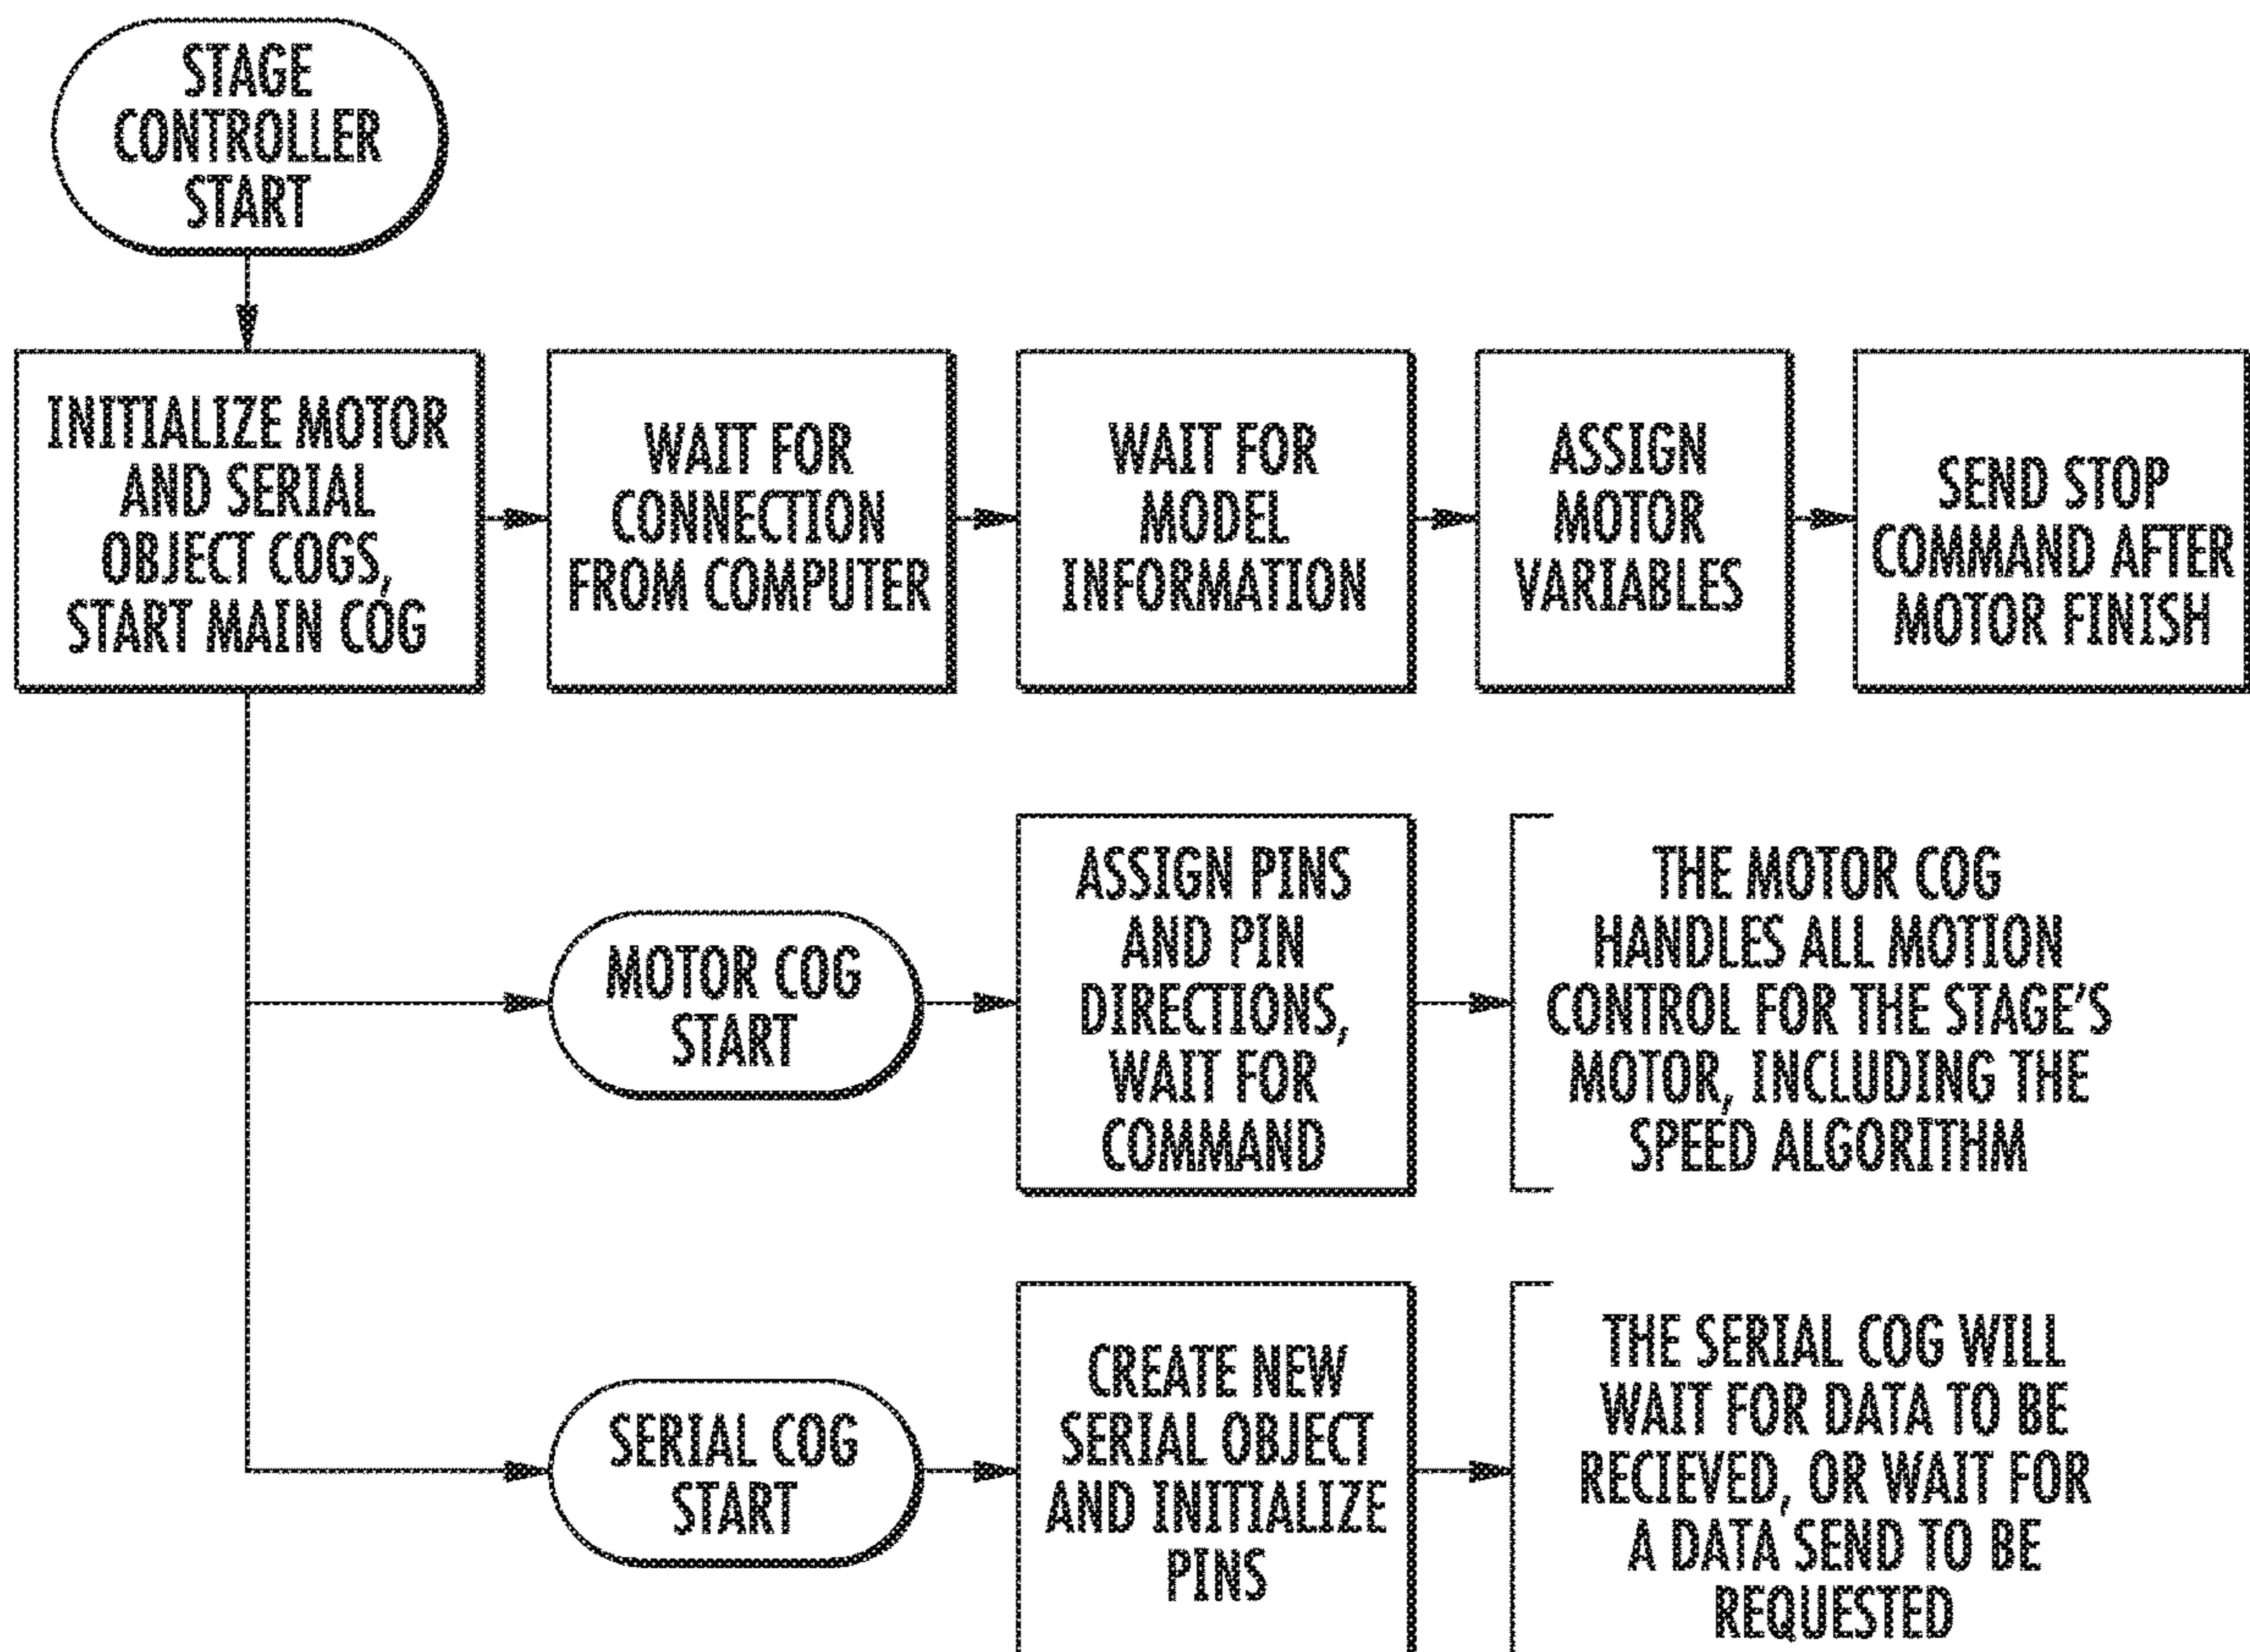 STAGE
CONTROLLER
START
INITIALIZE MOTOR
AND SERIAL
OBJECT COGS,
START MAIN COG
WAIT FOR
CONNECTION
FROM COMPUTER
WAIT FOR
MODEL
INFORMATION
ASSIGN
MOTOR
VARIABLES
SEND STOP
COMMAND AFTER
MOTOR FINISH
MOTOR COG
START
ASSIGN PINS
AND PIN
DIRECTIONS,
WAIT FOR
COMMAND
THE MOTOR COG
HANDLES ALL MOTION
CONTROL FOR THE STAGE'S
MOTOR, INCLUDING THE
SPEED ALGORITHM
SERIAL COG
START
CREATE NEW
SERIAL OBJECT
AND INITIALIZE
PINS
THE SERIAL COG WILL
WAIT FOR DATA TO BE
RECIEVED, OR WAIT FOR
A DATA SEND TO BE
REQUESTED